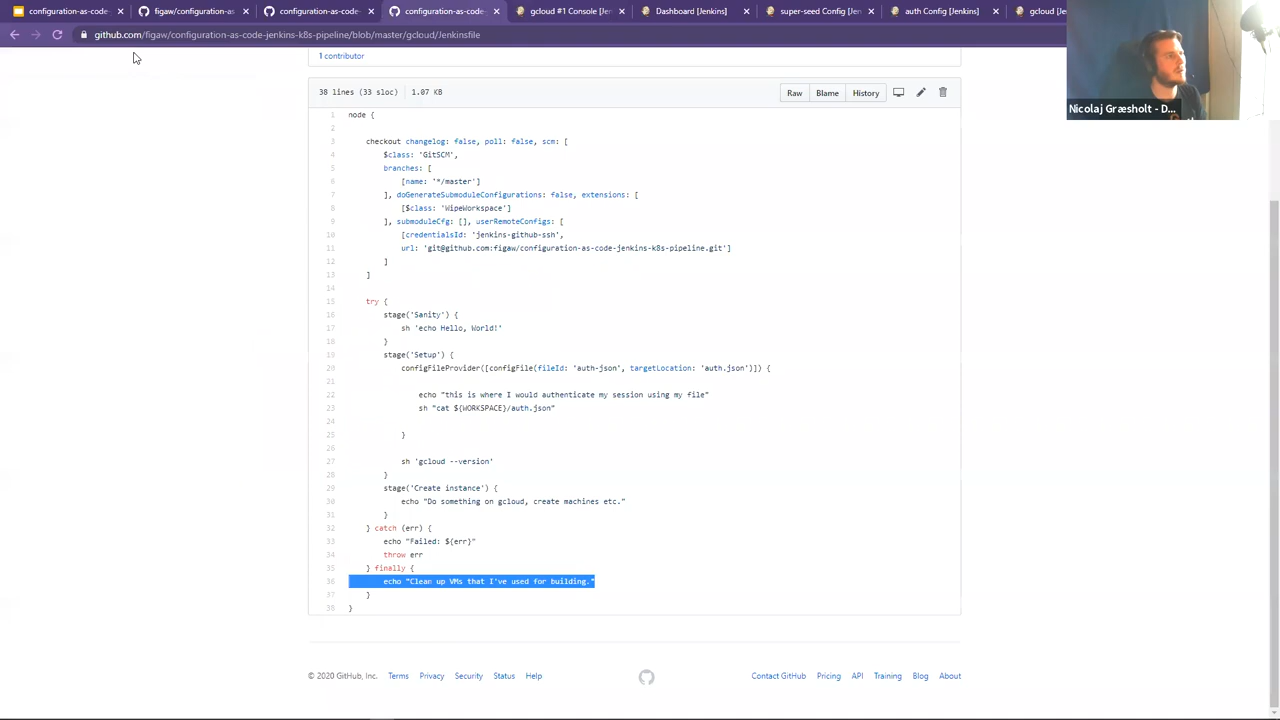 configuration-as-code-
figaw/configuration-as-
configuration-as-code-
configuration-as-code-
gcloud #1 Console [Jen
Dashboard [Jenkins]
super-seed Config [Jen
auth Config [Jenkins]
gcloud [Jen
github.com/figaw/configuration-as-code-jenkins-k8s-pipeline/blob/master/gcloud/Jenkinsfile
1 contributor
Nicolaj Græsholt - D...
38 lines (33 sloc) 1.07 KB
Raw Blame History
1 node {
2
3 checkout changelog: false, poll: false, scm: [
4 $class: 'GitSCM',
5 branches: [
6 [name: '*/master']
7 ], doGenerateSubmoduleConfigurations: false, extensions: [
8 [$class: 'WipeWorkspace']
9 ], submoduleCfg: [], userRemoteConfigs: [
10 [credentialsId: 'jenkins-github-ssh',
11 url: 'git@github.com:figaw/configuration-as-code-jenkins-k8s-pipeline.git']
12 ]
13 ]
14
15 try {
16 stage('Sanity') {
17 sh 'echo Hello, World!'
18 }
19 stage('Setup') {
20 configFileProvider([configFile(fileId: 'auth-json', targetLocation: 'auth.json')]) {
21
22 echo "this is where I would authenticate my session using my file"
23 sh "cat ${WORKSPACE}/auth.json"
24
25 }
26
27 sh 'gcloud --version'
28 }
29 stage('Create instance') {
30 echo "Do something on gcloud, create machines etc."
31 }
32 } catch (err) {
33 echo "Failed: ${err}"
34 throw err
35 } finally {
36 echo "Clean up VMs that I've used for building."
37 }
38 }
© 2020 GitHub, Inc. Terms Privacy Security Status Help
Contact GitHub Pricing API Training Blog About